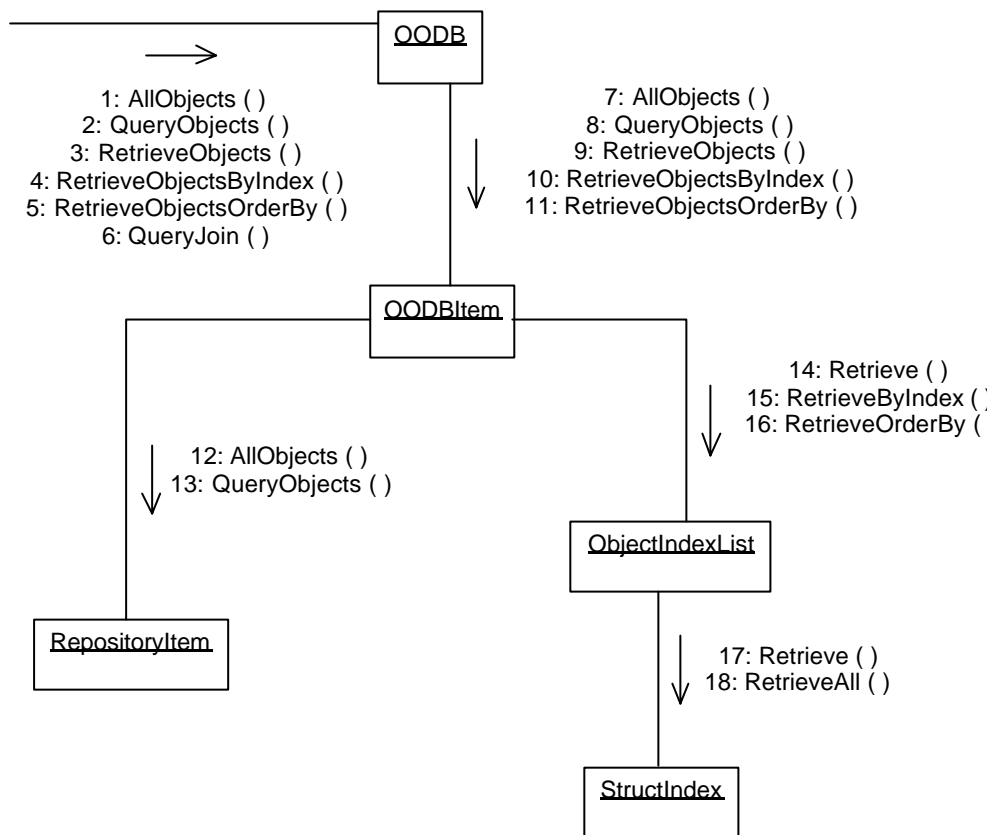 OODB
1: AllObjects ( )
2: QueryObjects ( )
3: RetrieveObjects ( )
4: RetrieveObjectsByIndex ( )
5: RetrieveObjectsOrderBy ( )
6: QueryJoin ( )
7: AllObjects ( )
8: QueryObjects ( )
9: RetrieveObjects ( )
10: RetrieveObjectsByIndex ( )
11: RetrieveObjectsOrderBy ( )
OODBItem
14: Retrieve ( )
15: RetrieveByIndex ( )
16: RetrieveOrderBy (
12: AllObjects ( )
13: QueryObjects ( )
ObjectIndexList
RepositoryItem
17: Retrieve ( )
18: RetrieveAll ( )
StructIndex